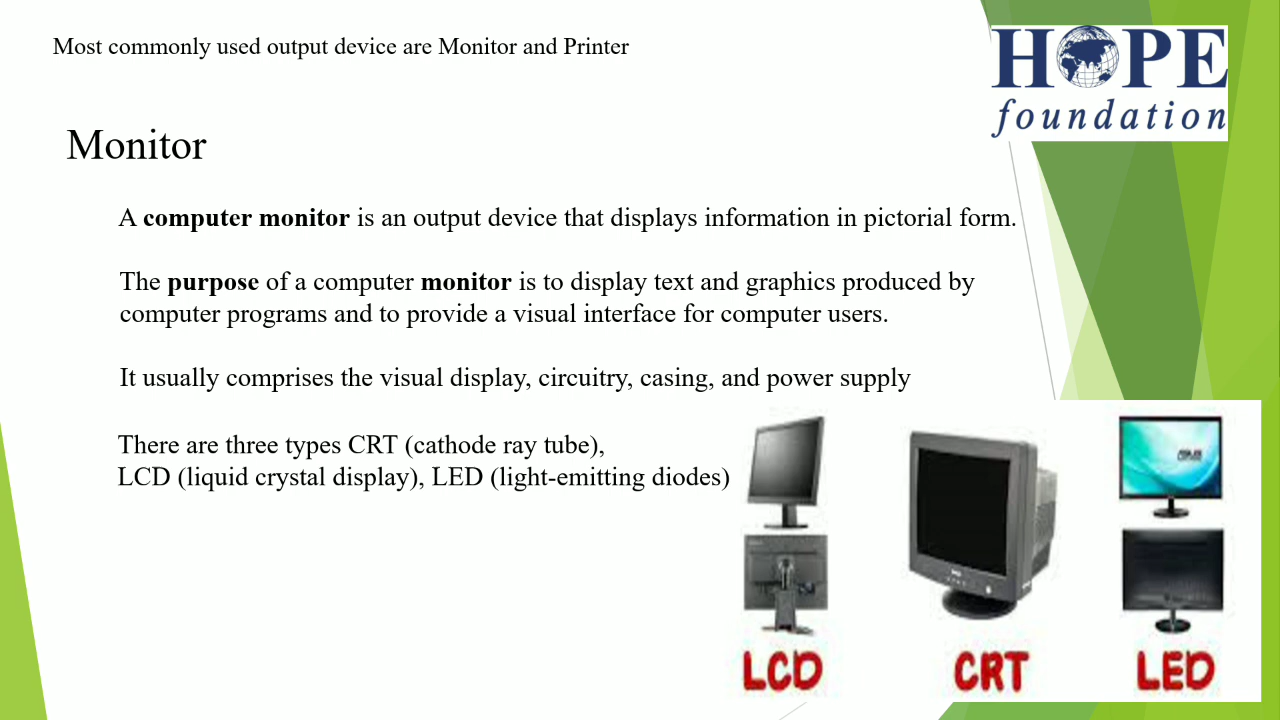 Most commonly used output device are Monitor and Printer
HOPE
foundation
Monitor
A computer monitor is an output device that displays information in pictorial form.
The purpose of a computer monitor is to display text and graphics produced by
computer programs and to provide a visual interface for computer users.
It usually comprises the visual display, circuitry, casing, and power supply
There are three types CRT (cathode ray tube),
LCD (liquid crystal display), LED (light-emitting diodes)
LCD
CRT
LED